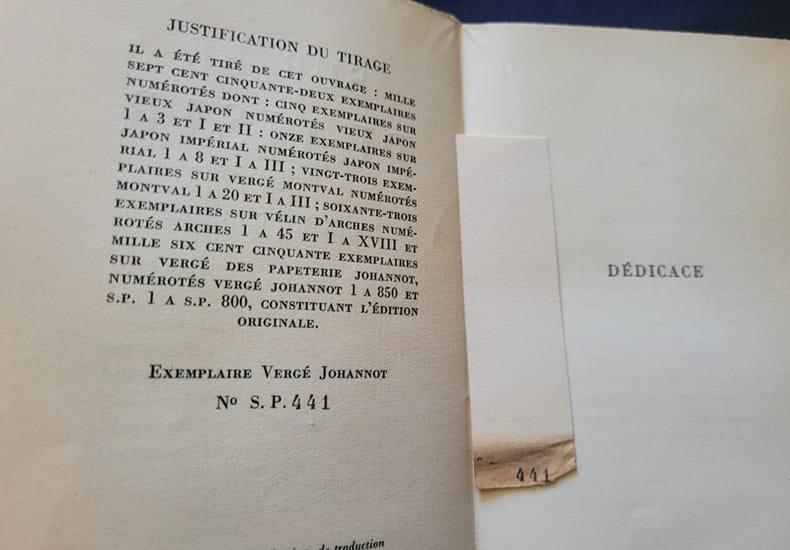 JUSTIFICATION DU TIRAGE
IL A ÉTÉ TIRÉ DE CET OUVRAGE : MILLE
SEPT CENT CINQUANTE-DEUX EXEMPLAIRES
NUMÉROTÉS DONT : CINQ EXEMPLAIRES SUR
VIEUX JAPON NUMÉROTÉS VIEUX JAPON
1 A 3 ET I ET II : ONZE EXEMPLAIRES SUR
JAPON IMPÉRIAL NUMÉROTÉS JAPON IMPÉ-
RIAL 1 A 8 ET I A III ; VINGT-TROIS EXEM-
PLAIRES SUR VERGÉ MONTVAL NUMÉROTÉS
MONTVAL 1 A 20 ET I A III ; SOIXANTE-TROIS
EXEMPLAIRES SUR VÉLIN D'ARCHES NUMÉ-
ROTÉS ARCHES 1 A 45 ET I A XVIII ET
MILLE SIX CENT CINQUANTE EXEMPLAIRES
SUR VERGÉ DES PAPETERIE JOHANNOT,
NUMÉROTÉS VERGÉ JOHANNOT 1 A 850 ET
S.P. 1 A S.P. 800, CONSTITUANT L'ÉDITION
ORIGINALE.
EXEMPLAIRE VERGÉ JOHANNOT
No S.P. 441
de traduction
441
DÉDICACE